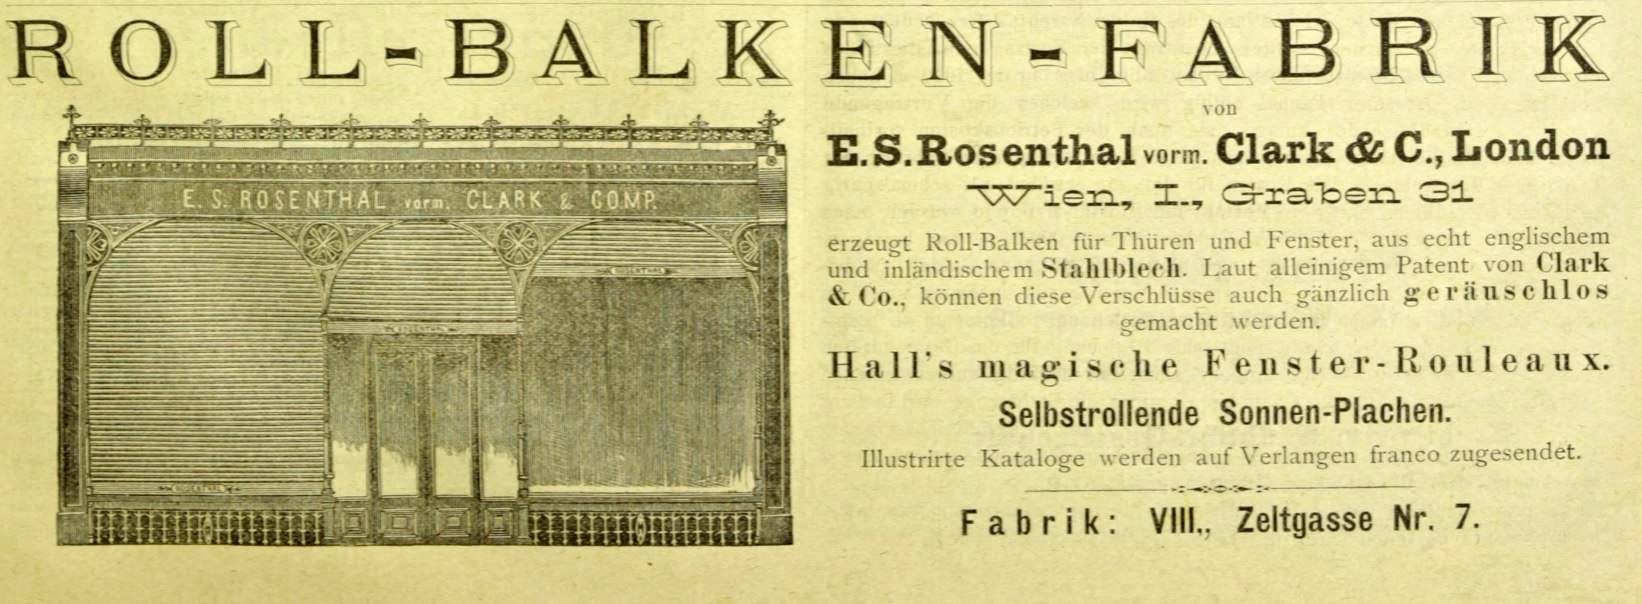 ROLL-BALKEN-FABRIK
von
E.S.Rosenthal vorm. Clark & C., London
Wien, I., Graben 31
erzeugt Roll-Balken für Thüren und Fenster, aus echt englischem
und inländischem Stahlblech. Laut alleinigem Patent von Clark
& Co., können diese Verschlüsse auch gänzlich geräuschlos
gemacht werden.
Hall's magische Fenster-Rouleaux.
Selbstrollende Sonnen-Plachen.
Illustrirte Kataloge werden auf Verlangen franco zugesendet.
Fabrik: VIII., Zeltgasse Nr. 7.
E. S. ROSENTHAL vorm. CLARK & COMP.
ROSENTHAL
ROSENTHAL
ROSENTHAL